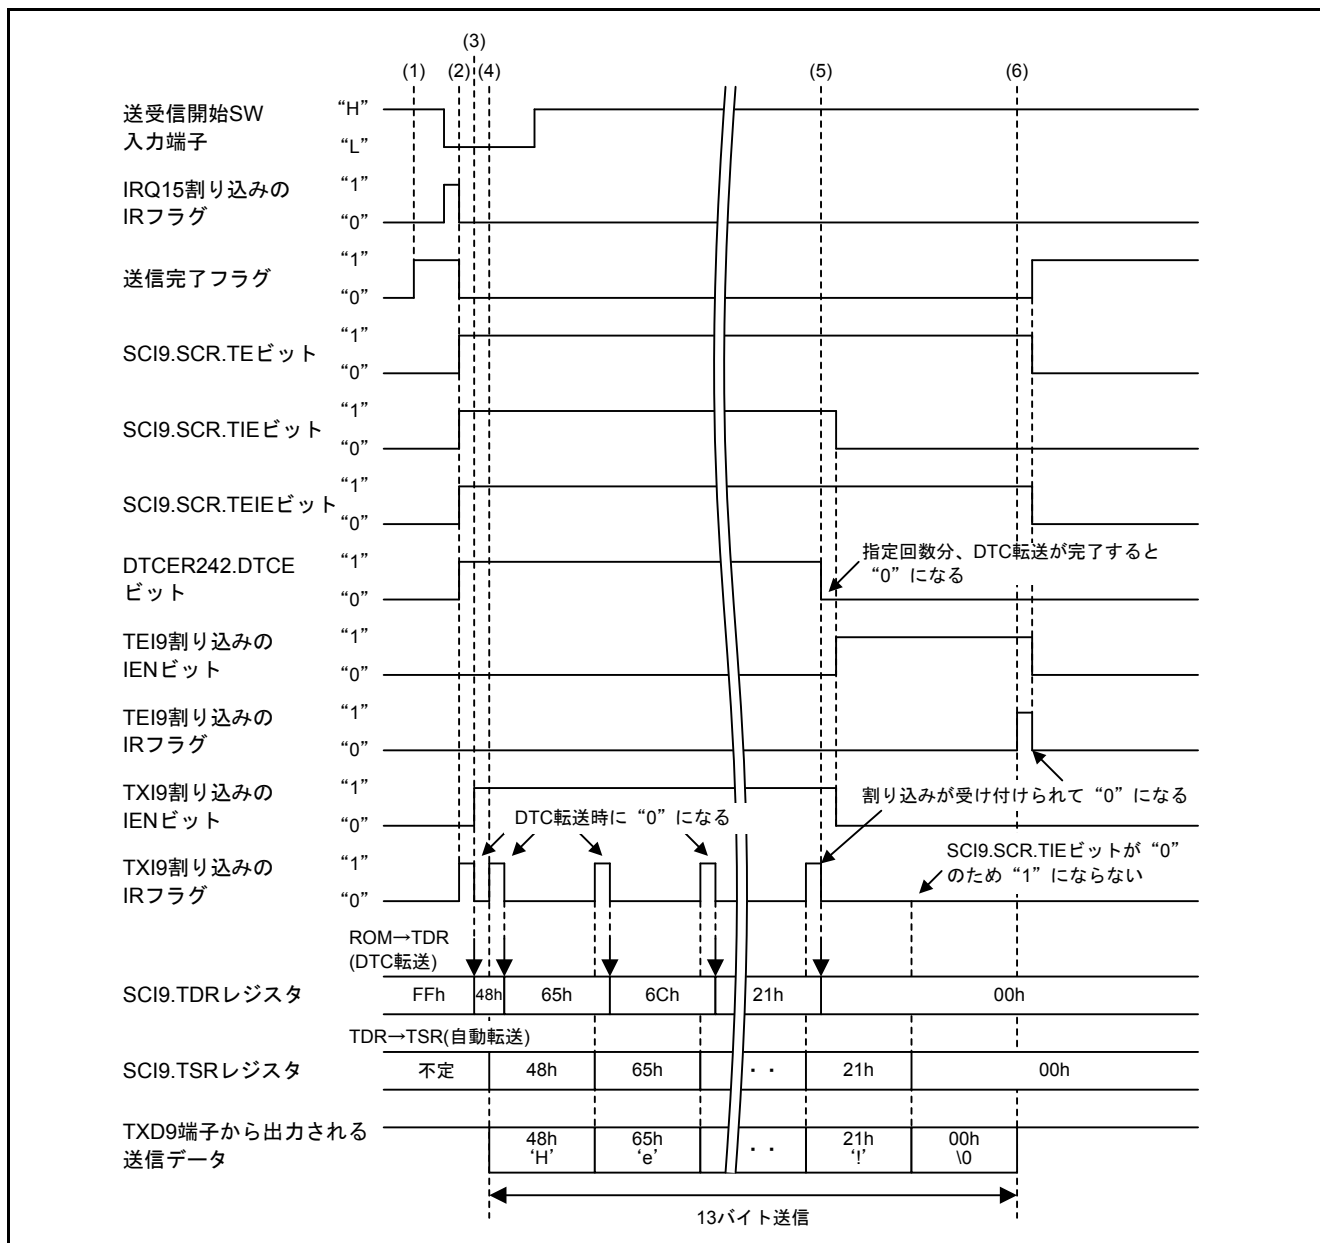 (3)
(1) (2) (4) (5) (6)
送受信開始SW
入力端子
“H”
“L”
IRQ15割り込みの
IRフラグ
“1”
“0”
送信完了フラグ
“1”
“0”
SCI9.SCR.TEビット
“1”
“0”
SCI9.SCR.TIEビット
“1”
“0”
SCI9.SCR.TEIEビット
“1”
“0”
DTCER242.DTCE
ビット
“1”
“0”
指定回数分、DTC転送が完了すると
“0”になる
TEI9割り込みの
IENビット
“1”
“0”
TEI9割り込みの
IRフラグ
“1”
“0”
TXI9割り込みの
IENビット
“1”
“0”
割り込みが受け付けられて“0”になる
DTC転送時に“0”になる
TXI9割り込みの
IRフラグ
“1”
“0”
SCI9.SCR.TIEビットが“0”
のため“1”にならない
ROM→TDR
(DTC転送)
SCI9.TDRレジスタ
FFh 48h 65h 6Ch 21h 00h
TDR→TSR(自動転送)
SCI9.TSRレジスタ
不定 48h 65h ・・ 21h 00h
TXD9端子から出力される
送信データ
48h 65h ・・ 21h 00h
‘H’ ‘e’ ‘!’ \0
13バイト送信